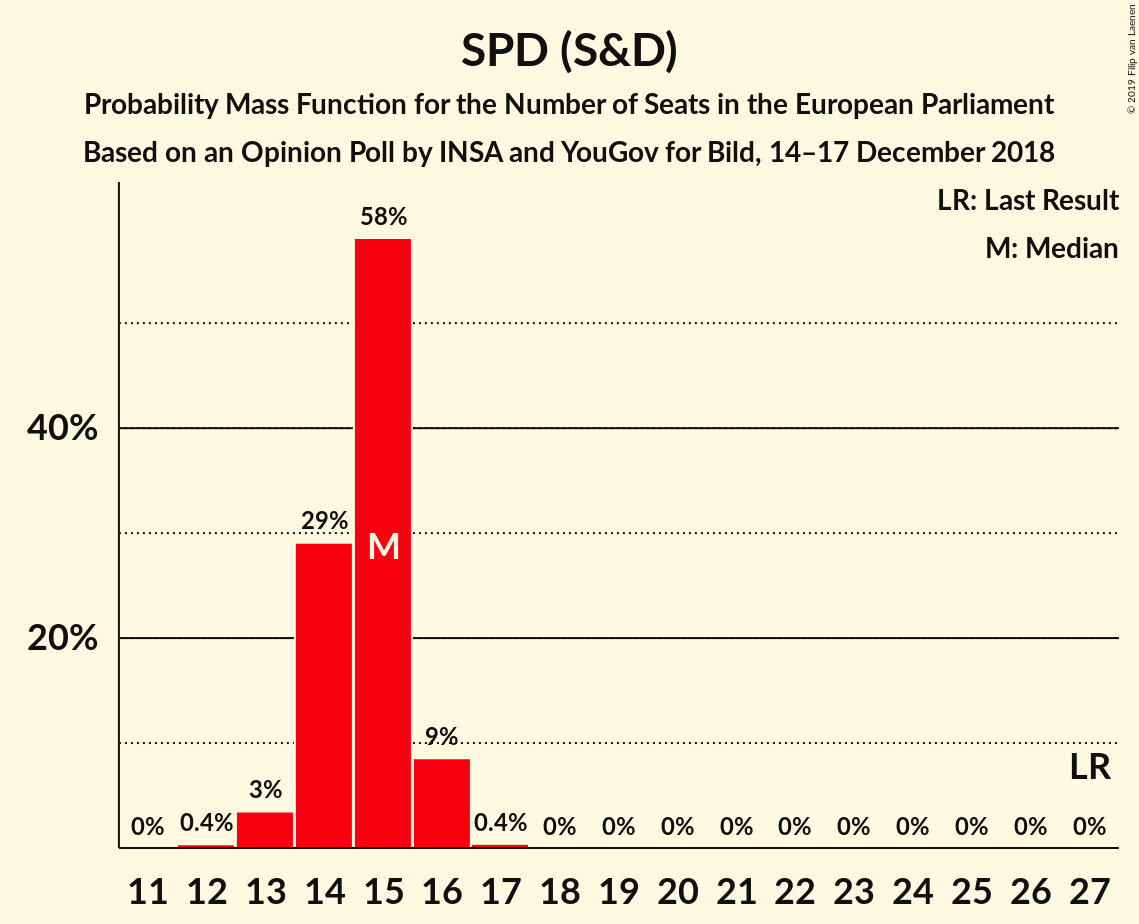 SPD (S&D)
Probability Mass Function for the Number of Seats in the European Parliament
Based on an Opinion Poll by INSA and YouGov for Bild, 14–17 December 2018
© 2019 Filip van Laenen
LR: Last Result
M: Median
58%
40%
29%
M
20%
9%
LR
3%
0% 0.4% 0.4% 0% 0% 0% 0% 0% 0% 0% 0% 0% 0%
11 12 13 14 15 16 17 18 19 20 21 22 23 24 25 26 27